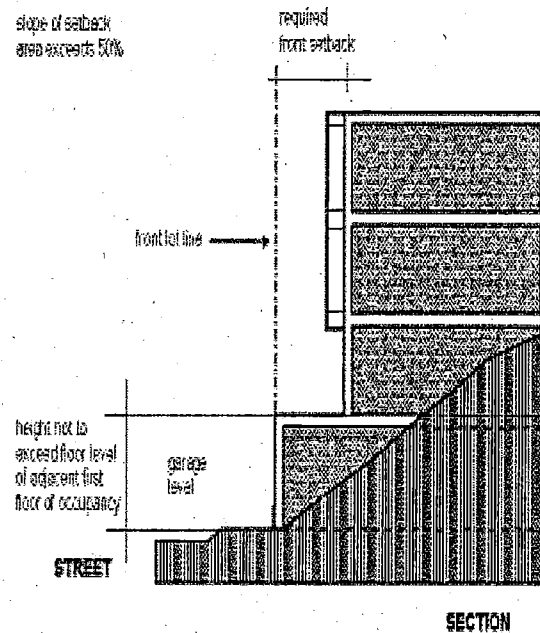 slope of setback
area exceeds 50%
required
front setback
front lot line
height not to
exceed floor level
of adjacent first
floor of occupancy
garage
level
STREET
SECTION